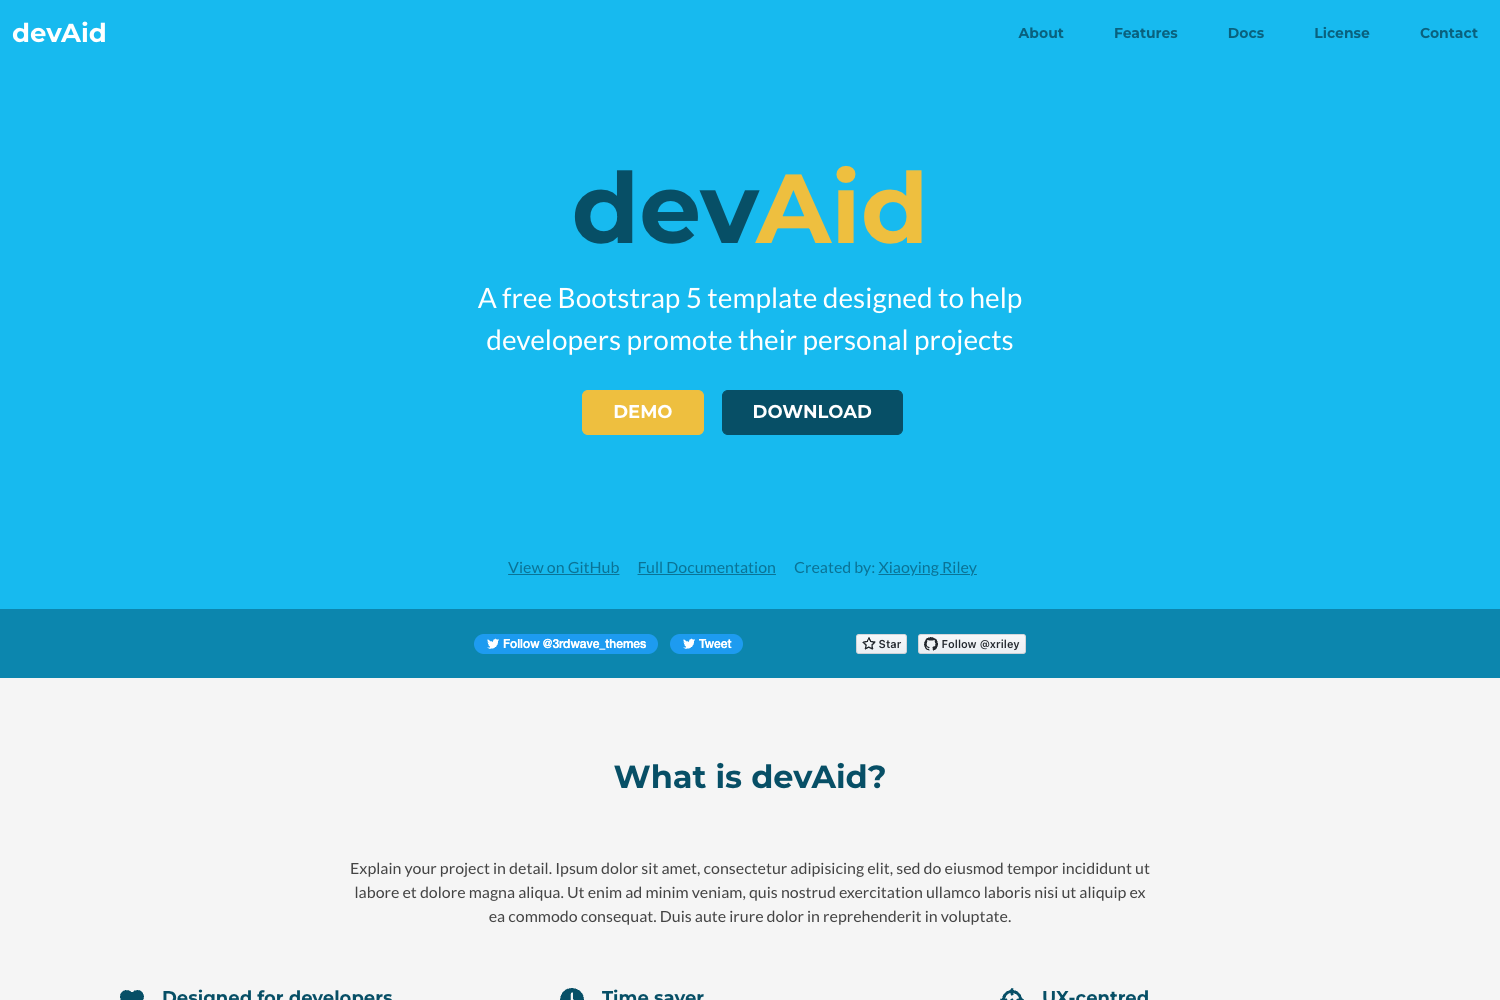 devAid
About Features Docs License Contact
devAid
A free Bootstrap 5 template designed to help
developers promote their personal projects
DEMO DOWNLOAD
View on GitHub Full Documentation Created by: Xiaoying Riley
Follow @3rdwave_themes Tweet Star Follow @xriley
What is devAid?
Explain your project in detail. Ipsum dolor sit amet, consectetur adipisicing elit, sed do eiusmod tempor incididunt ut
labore et dolore magna aliqua. Ut enim ad minim veniam, quis nostrud exercitation ullamco laboris nisi ut aliquip ex
ea commodo consequat. Duis aute irure dolor in reprehenderit in voluptate.
Designed for developers Time saver UX-centred